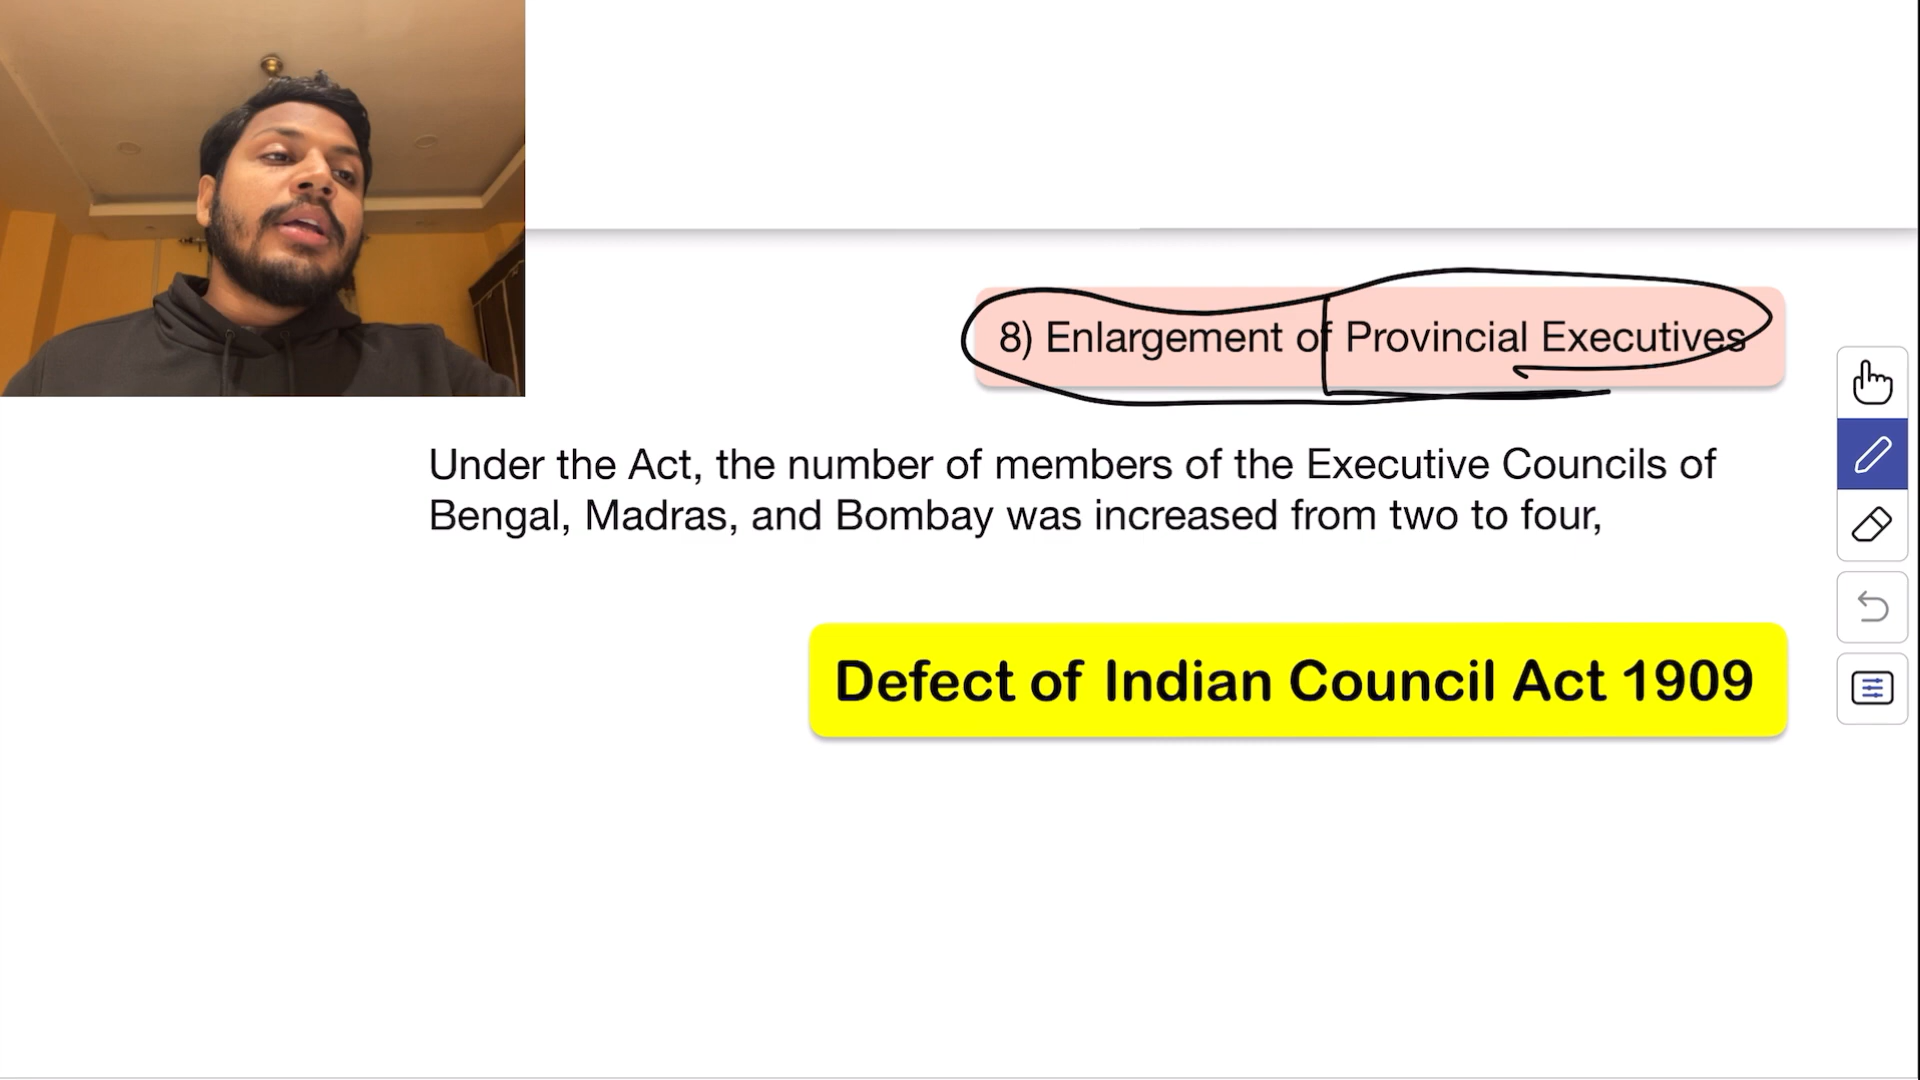 8) Enlargement of Provincial Executives
Under the Act, the number of members of the Executive Councils of
Bengal, Madras, and Bombay was increased from two to four,
Defect of Indian Council Act 1909